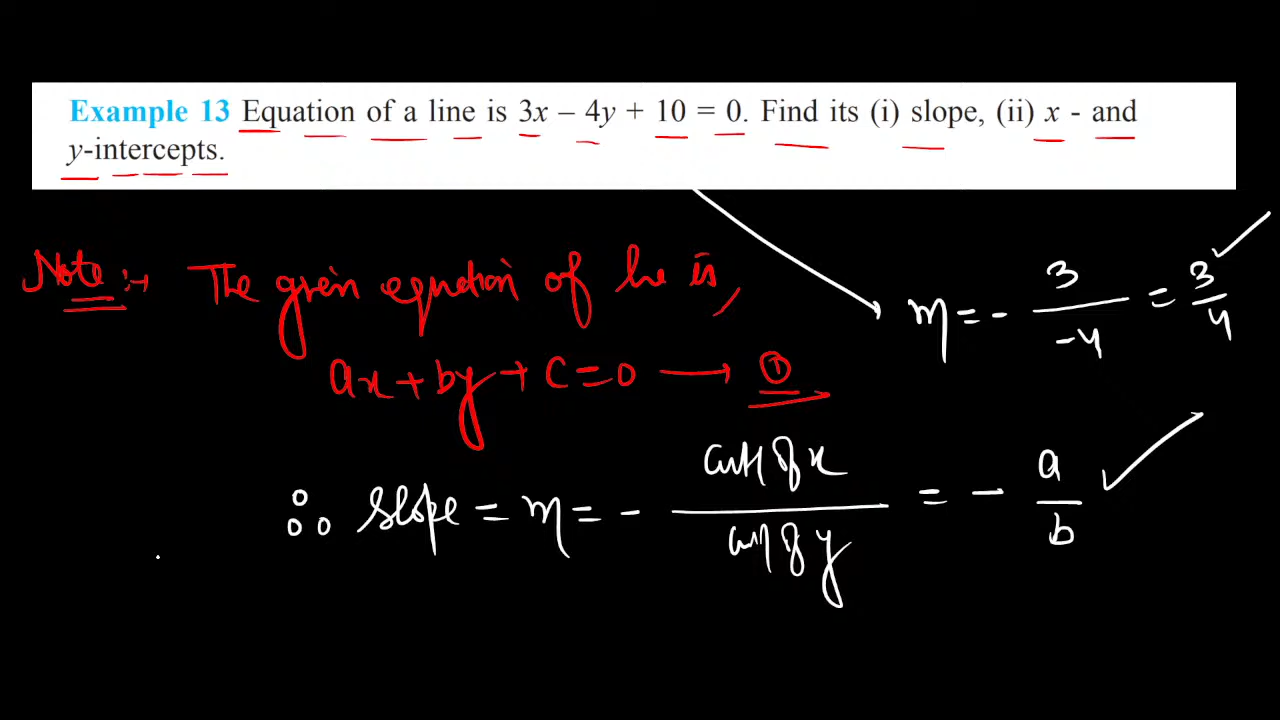 Example 13 Equation of a line is 3x – 4y + 10 = 0. Find its (i) slope, (ii) x - and
y-intercepts.
Note :- The given equation of line is,
m = - 3/-4 = 3/4
ax + by + c = 0 → ①
∴ slope = m = - coeff of x / coeff of y = - a/b